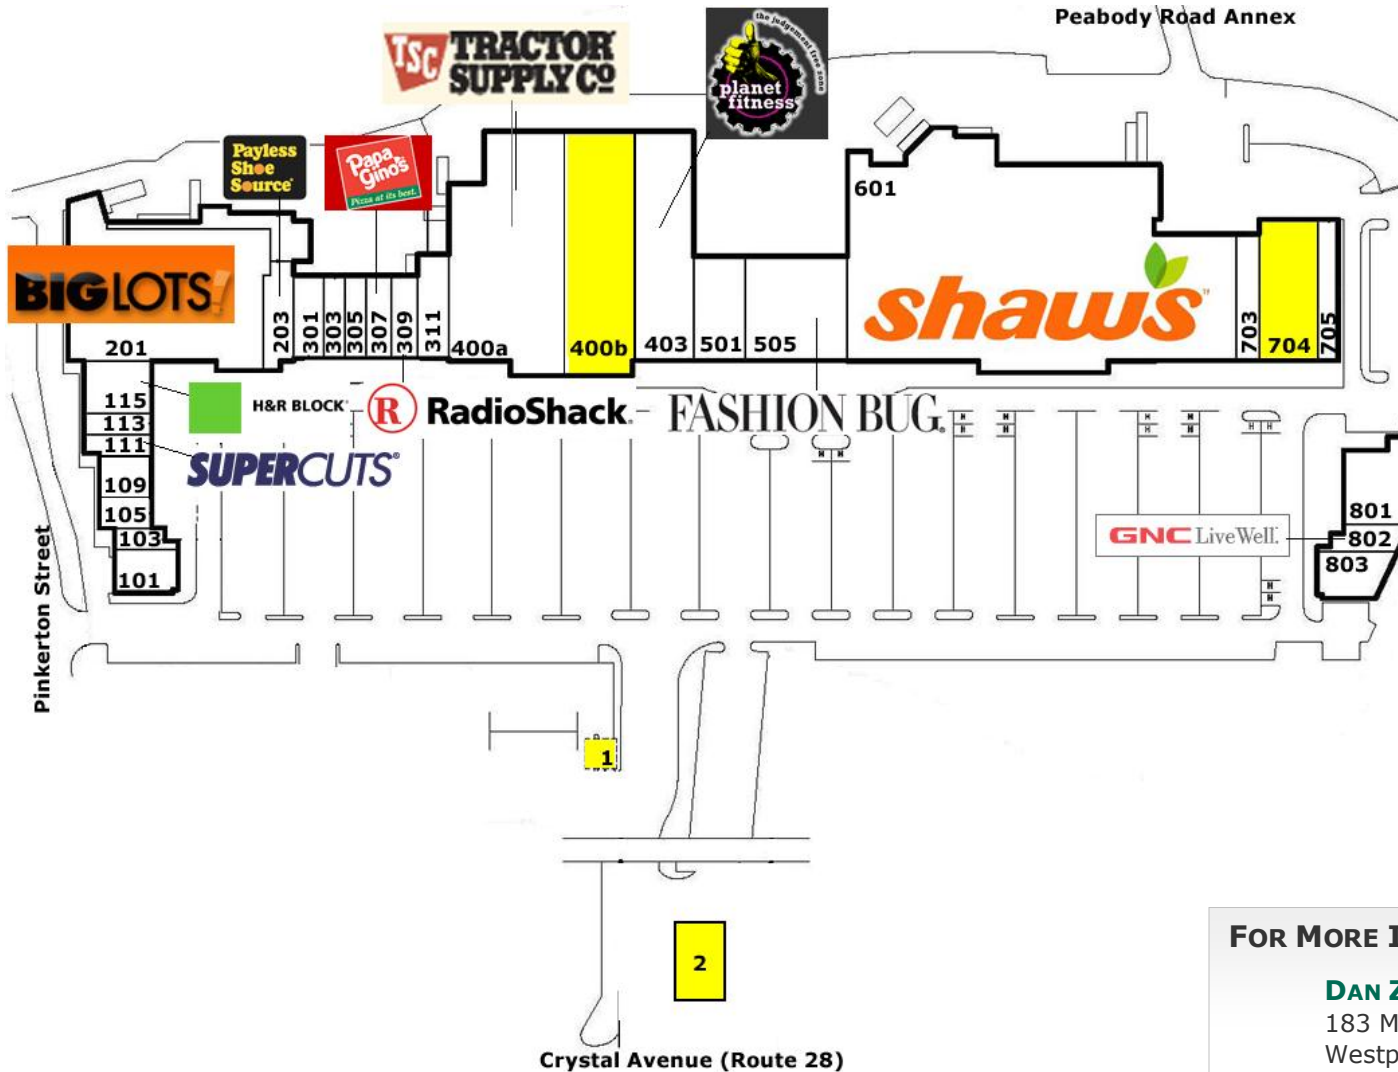 Peabody Road Annex
TSC TRACTOR
SUPPLY CO
the judgement free zone
planet
fitness
Payless
Shoe
Source
Papa
Gino's
Pizza at its best.
601
BIG LOTS!
shaw's™
201
203
301
303
305
307
309
311
400a
400b
403
501
505
703
704
705
115
113
111
109
105
103
101
H&R BLOCK®
R RadioShack.
FASHION BUG®
SUPERCUTS®
H H
H H
H H
H H
H H
H H
H
H
GNC LiveWell.
801
802
803
Pinkerton Street
1
2
Crystal Avenue (Route 28)
FOR MORE I
DAN Z
183 M
Westp